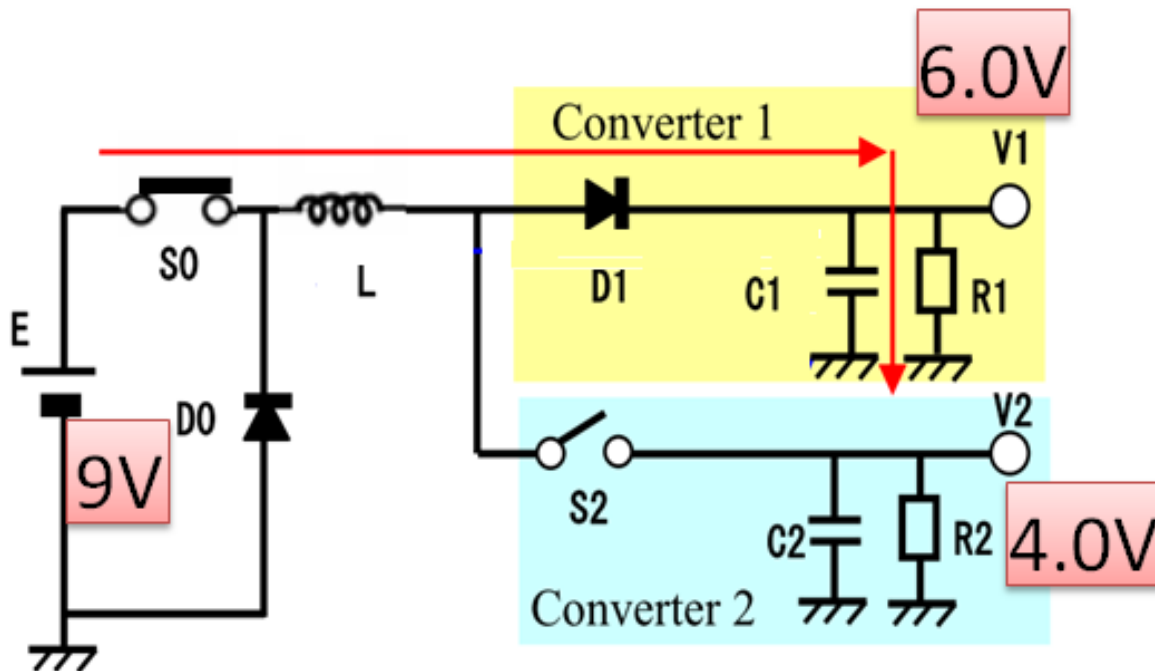 6.0V
Converter 1
V1
S0
L
D1
C1
R1
E
D0
9V
V2
S2
C2
R2
4.0V
Converter 2